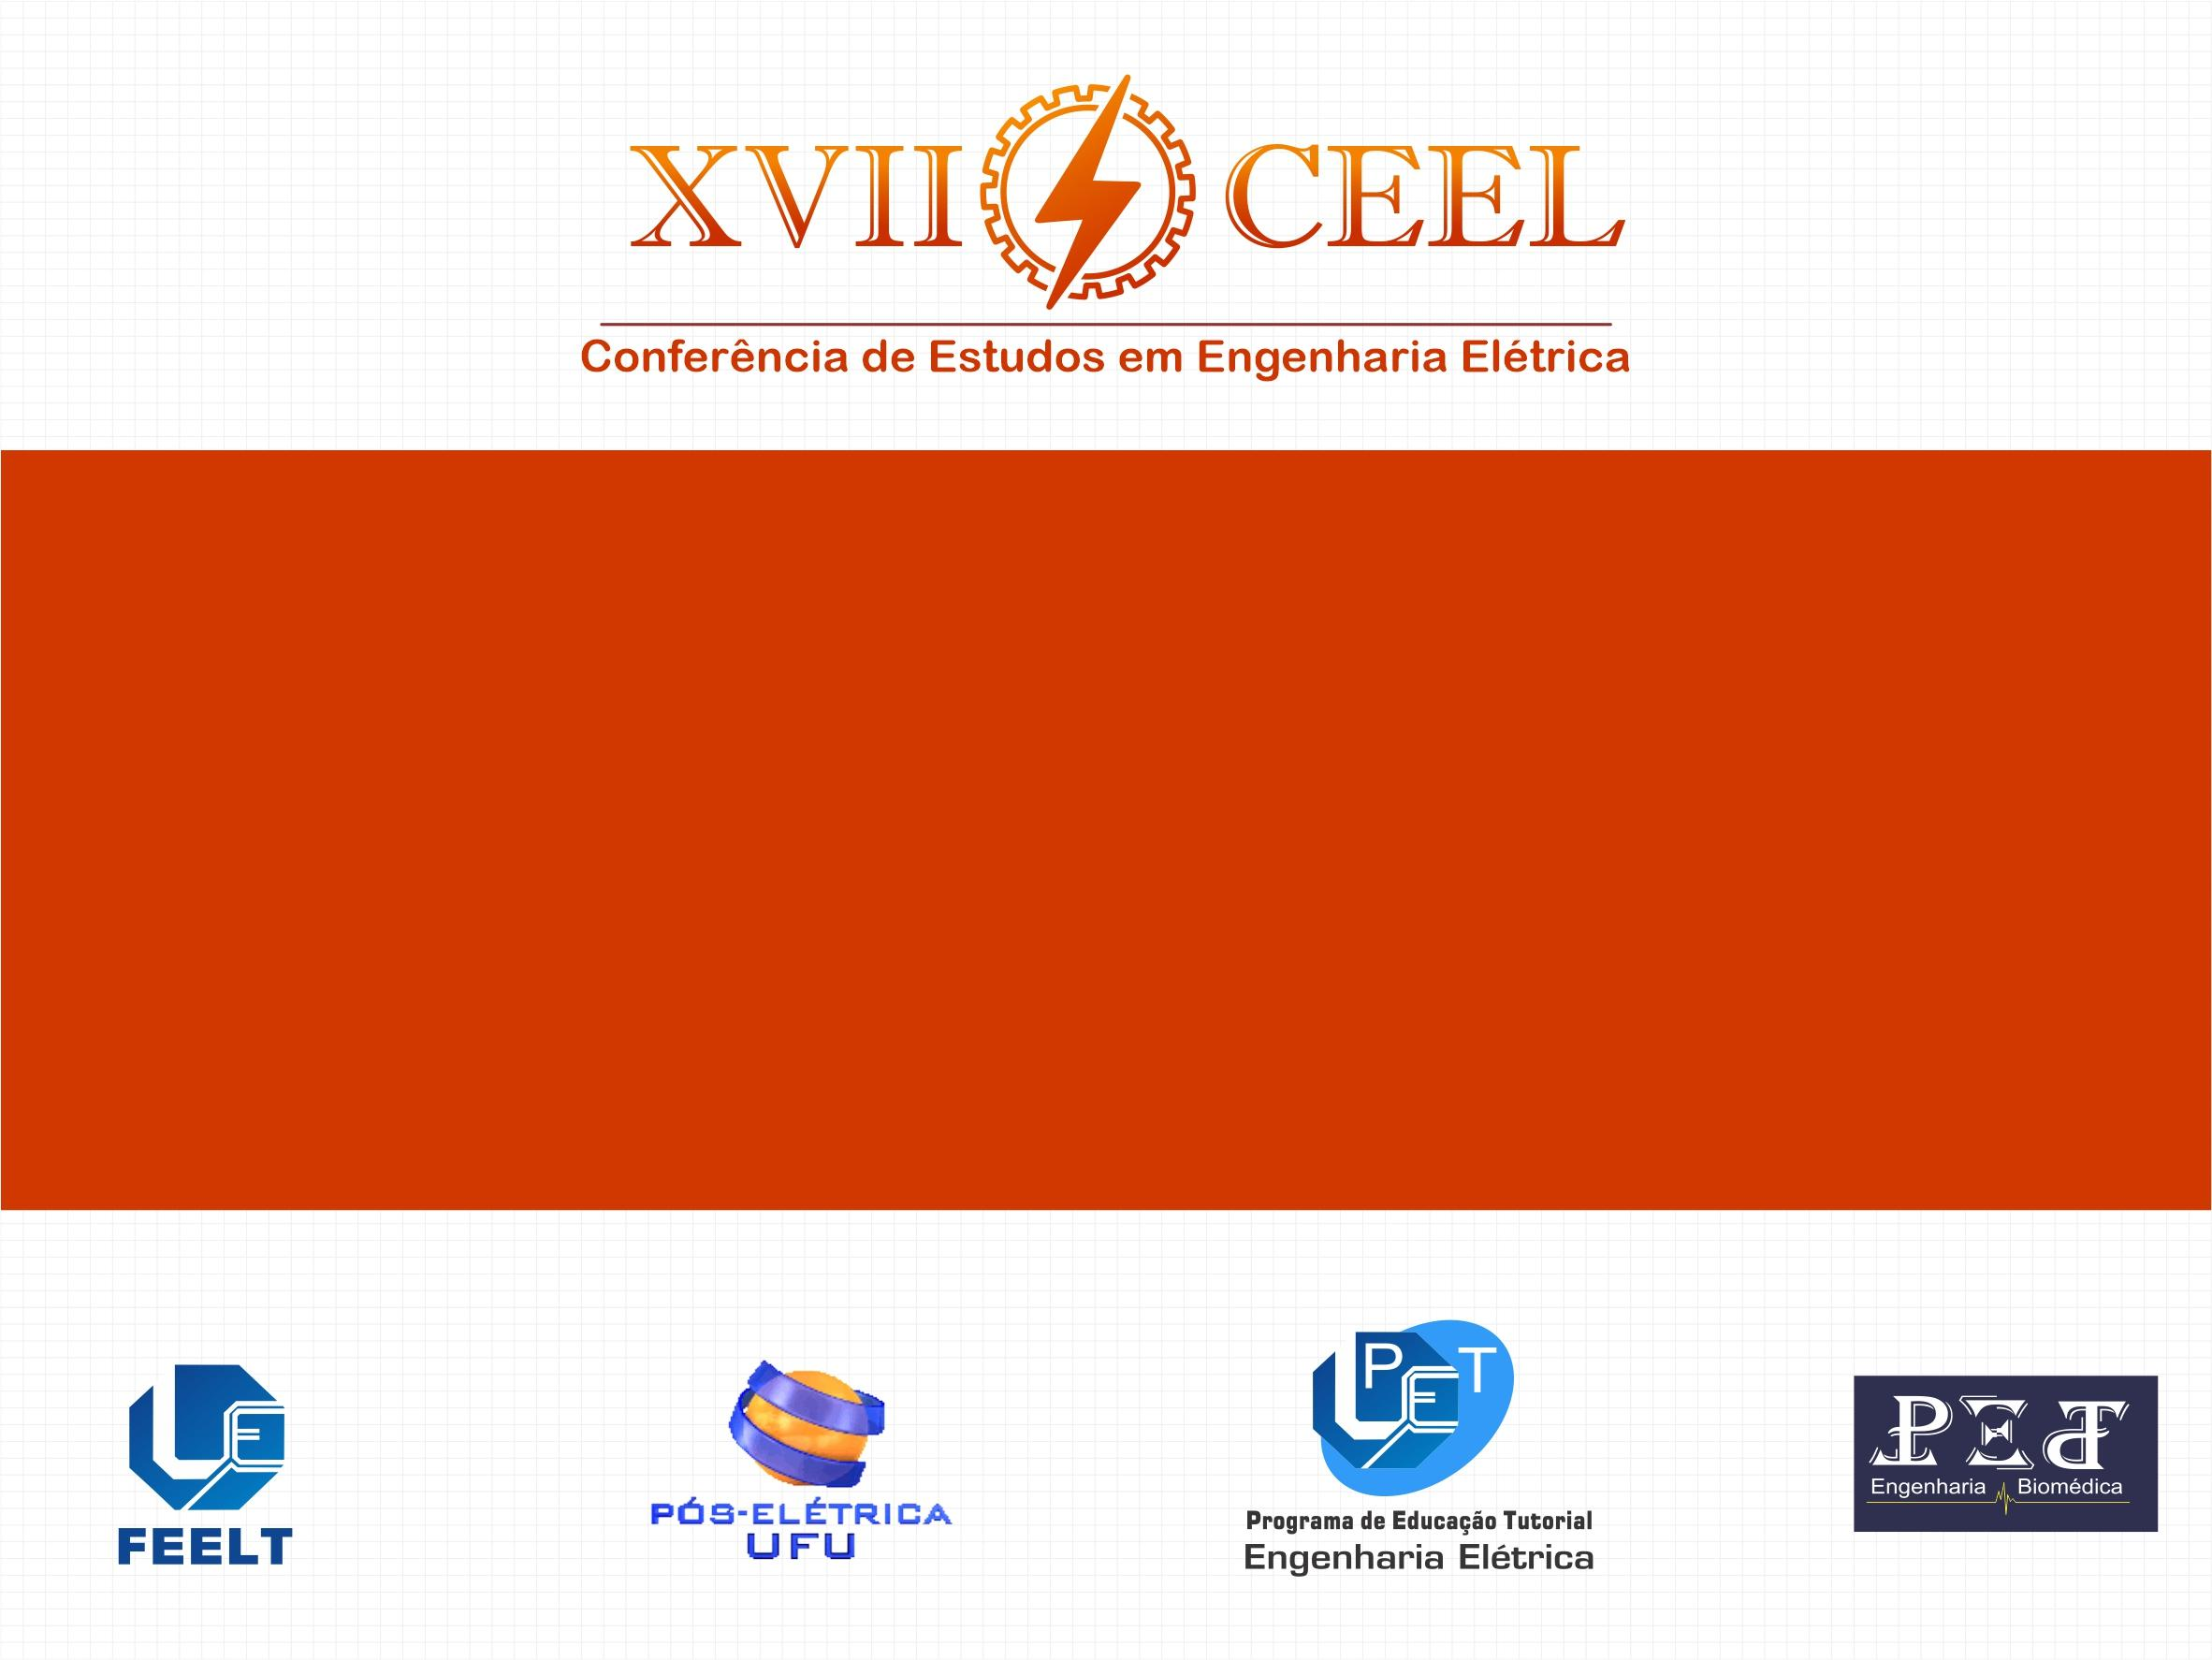 XVII CEEL
Conferência de Estudos em Engenharia Elétrica
FEELT
PÓS-ELÉTRICA
UFU
PET
Programa de Educação Tutorial
Engenharia Elétrica
PET
Engenharia Biomédica